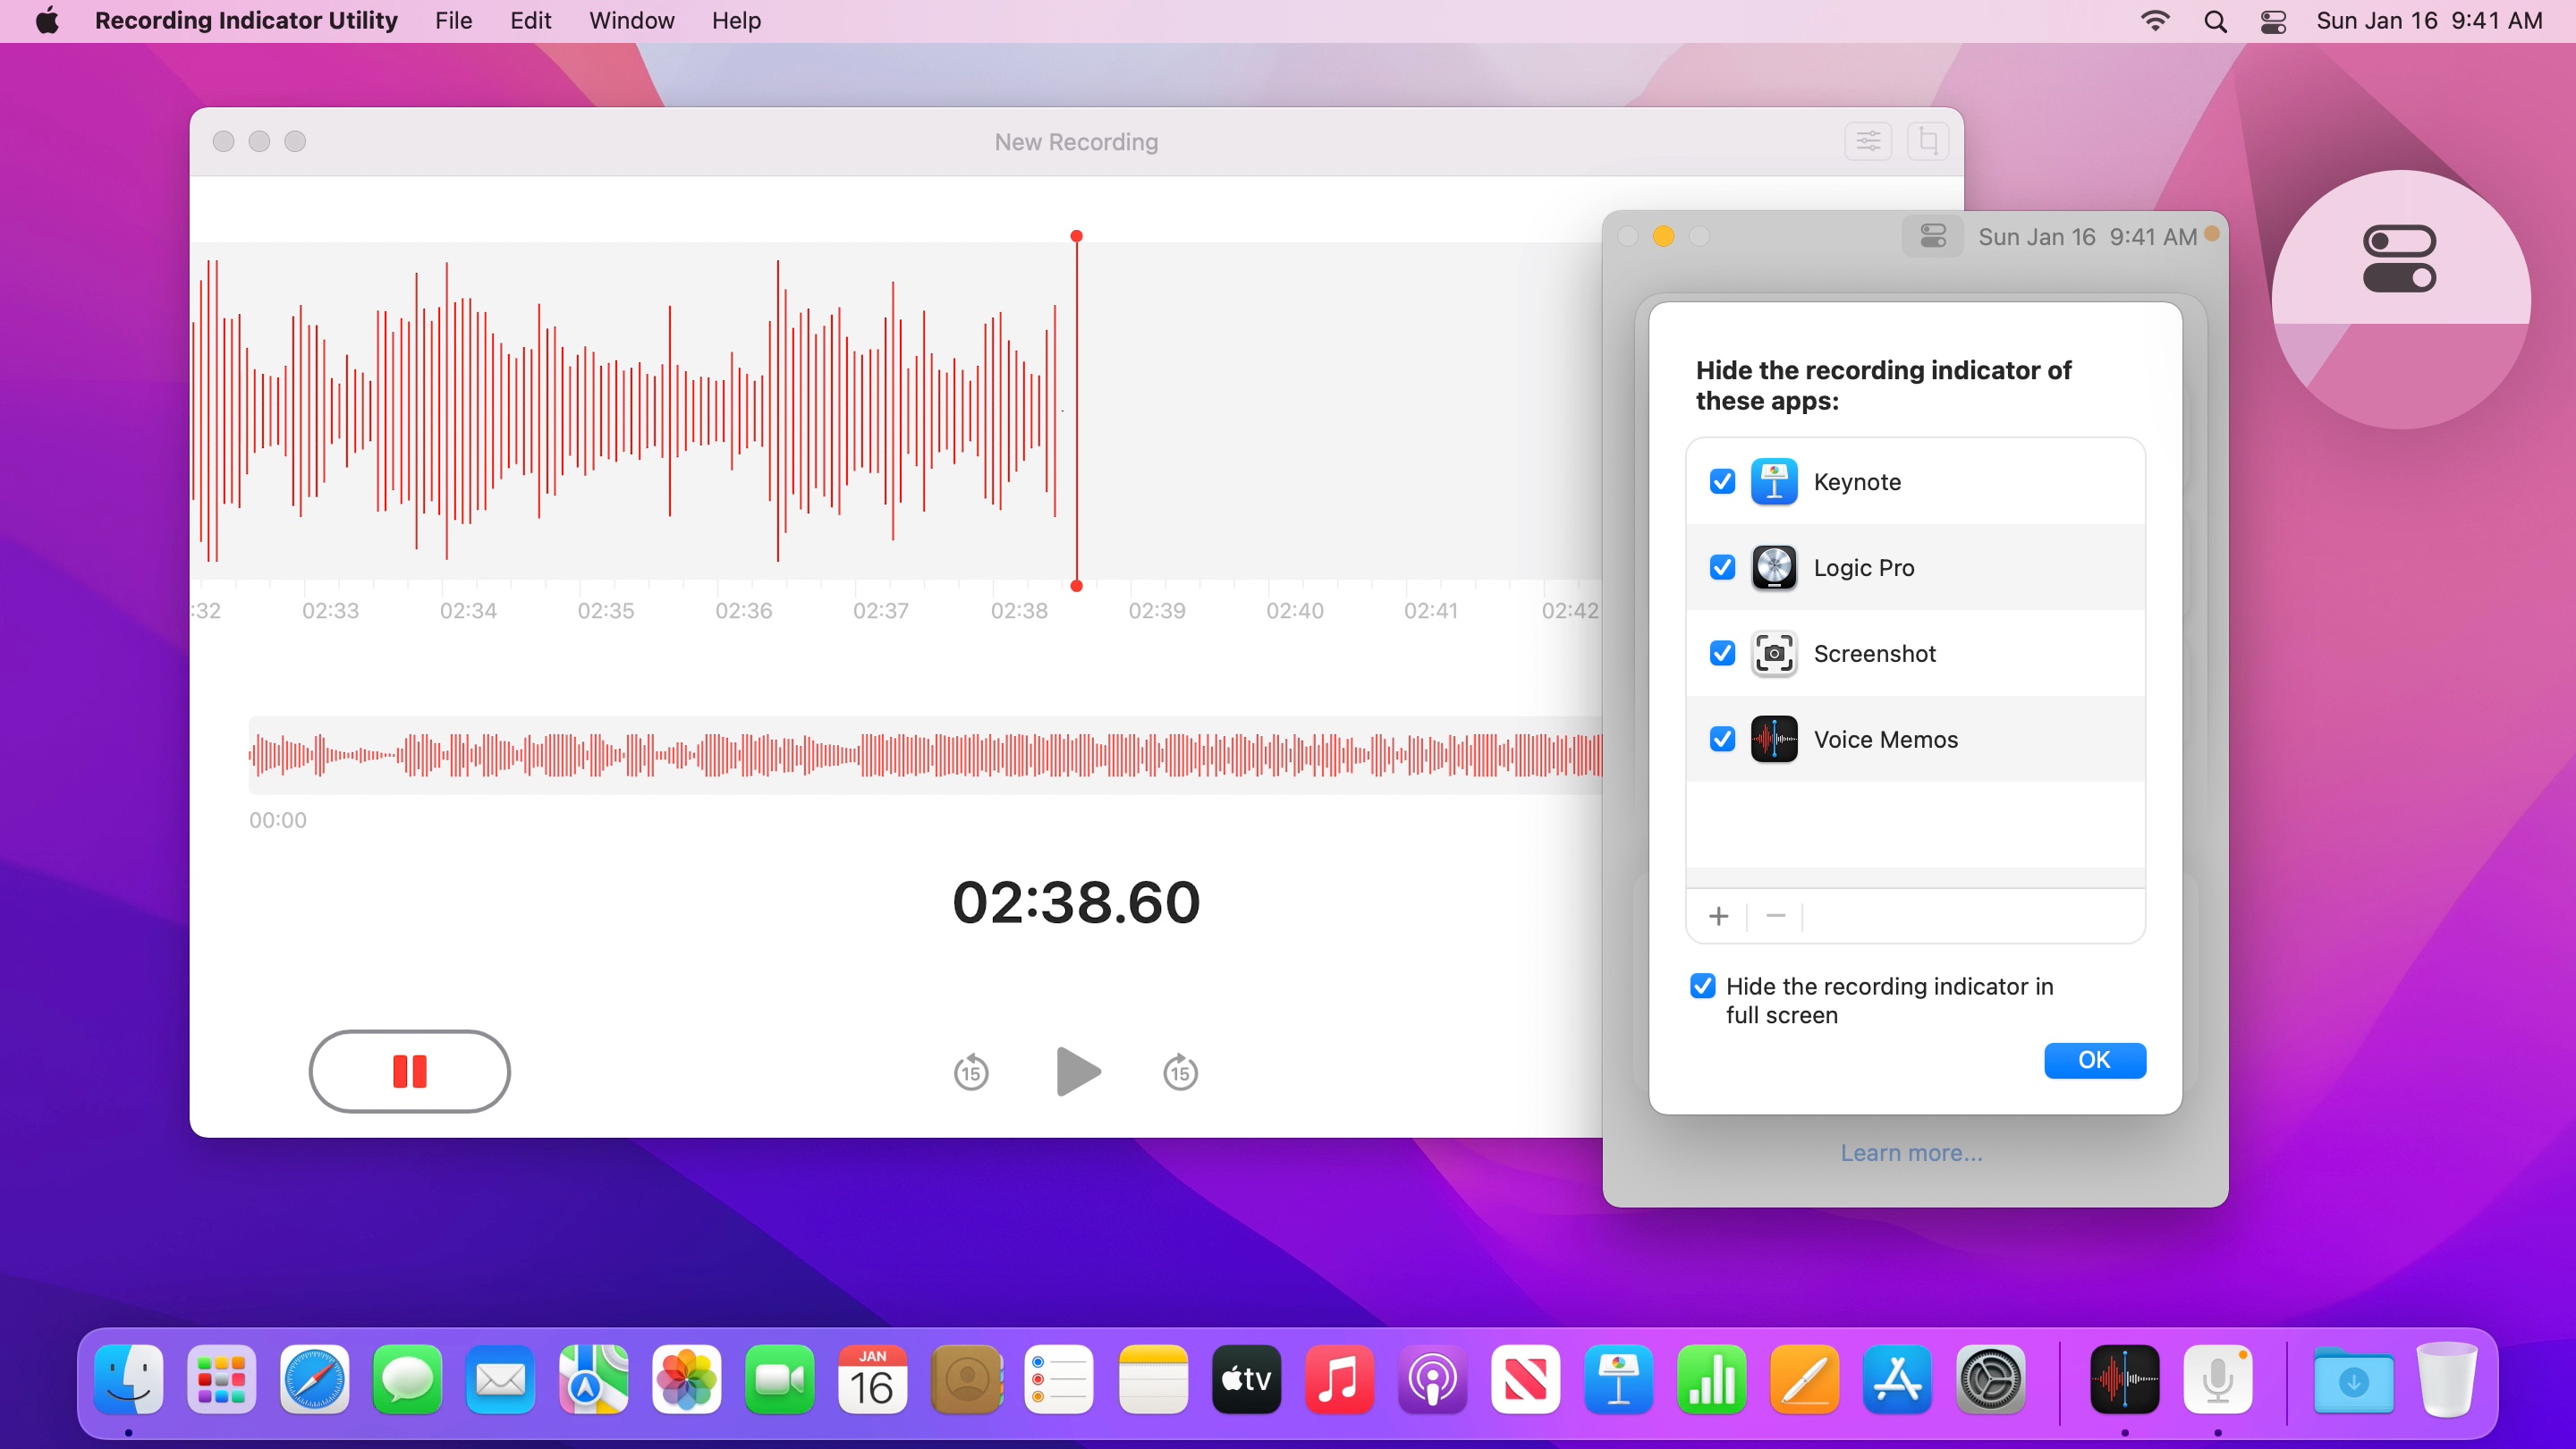 Recording Indicator Utility File Edit Window Help Sun Jan 16 9:41 AM
New Recording
Sun Jan 16 9:41 AM
Hide the recording indicator of
these apps:
Keynote
Logic Pro
Screenshot
Voice Memos
:32 02:33 02:34 02:35 02:36 02:37 02:38 02:39 02:40 02:41 02:42
00:00
02:38.60
15 15
Hide the recording indicator in
full screen
OK
Learn more...
JAN
16
tv